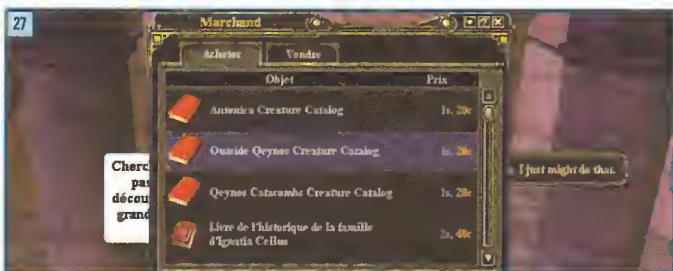 27
Marchand
Acheter Vendre
Objet Prix
Antonica Creature Catalog 1s, 20c
Outside Qeynos Creature Catalog 1s, 20c
Qeynos Catacombs Creature Catalog 1s, 20c
Livre de l'historique de la famille
d'Ignatia Cellus 2s, 40c
Cherc
pas
décou
grand
I just might do that.